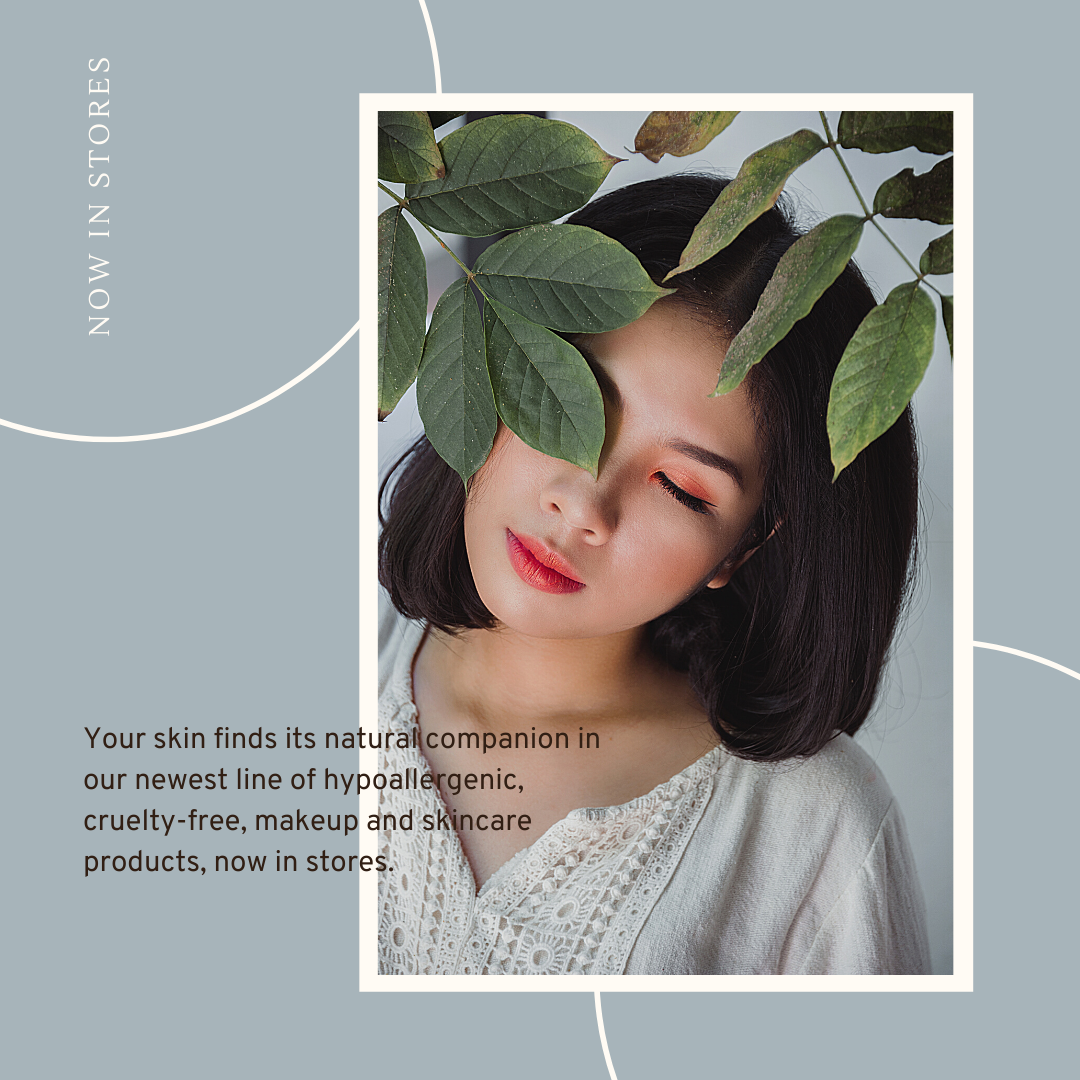 NOW IN STORES
Your skin finds its natural companion in
our newest line of hypoallergenic,
cruelty-free, makeup and skincare
products, now in stores.